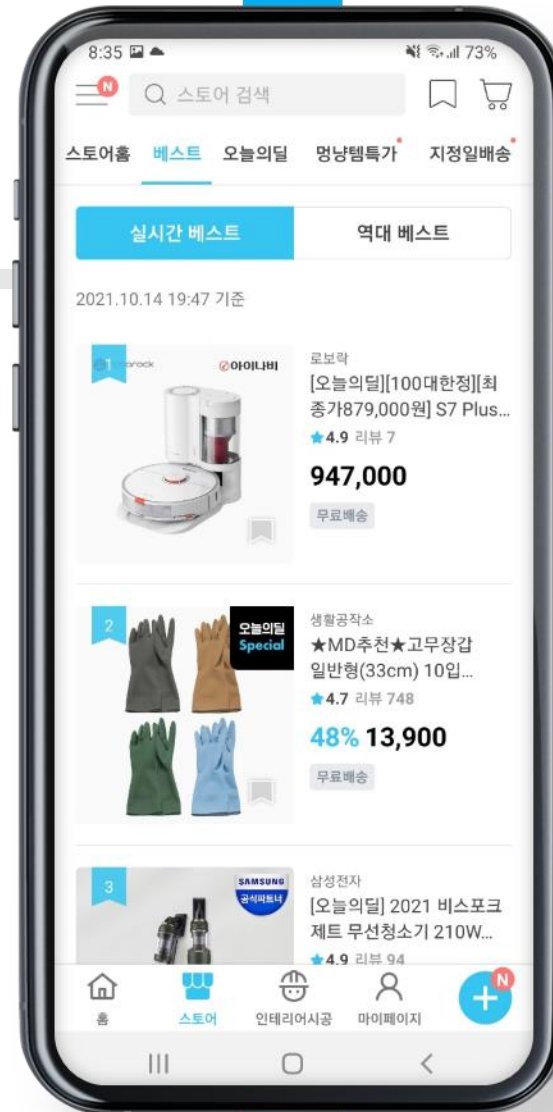 8:35
73%
N
스토어 검색
스토어홈 베스트 오늘의딜 멍냥템특가 지정일배송
실시간 베스트 역대 베스트
2021.10.14 19:47 기준
1
아이나비
로보락
[오늘의딜][100대한정][최
종가879,000원] S7 Plus...
4.9 리뷰 7
947,000
무료배송
2
오늘의딜
Special
생활공작소
★MD추천★고무장갑
일반형(33cm) 10입...
4.7 리뷰 748
48% 13,900
무료배송
3
SAMSUNG
공식파트너
삼성전자
[오늘의딜] 2021 비스포크
제트 무선청소기 210W...
4.9 리뷰 94
홈 스토어 인테리어시공 마이페이지
N